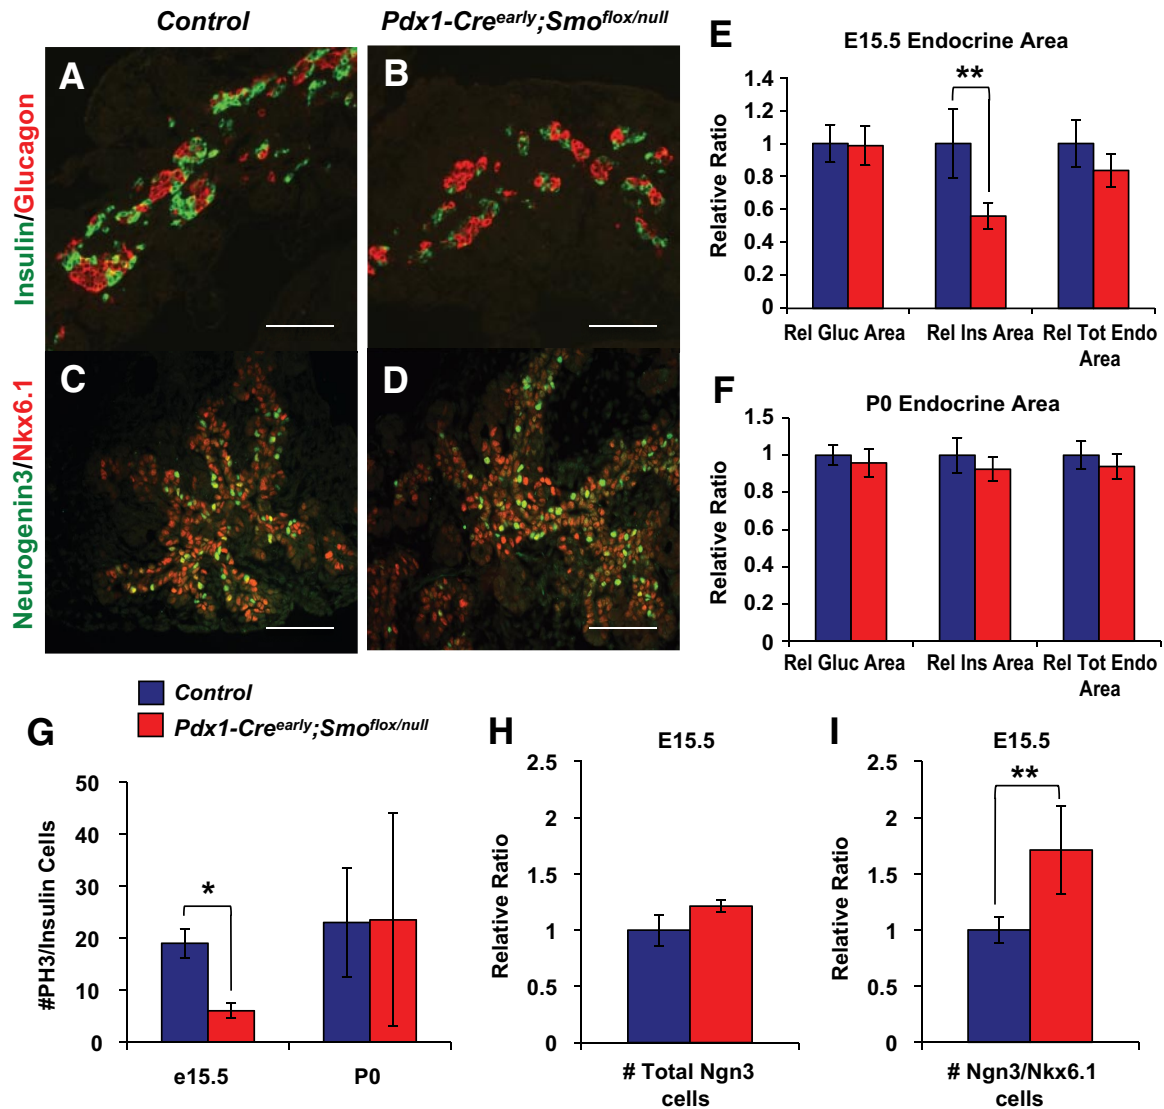 Control
Pdx1-Creearly;Smoflox/null
Insulin/Glucagon
A
B
Neurogenin3/Nkx6.1
C
D
E
E15.5 Endocrine Area
Relative Ratio
1.4
1.2
1
0.8
0.6
0.4
0.2
0
**
Rel Gluc Area
Rel Ins Area
Rel Tot Endo
Area
F
P0 Endocrine Area
Relative Ratio
1.5
1
0.8
0.6
0.4
0.2
0
Rel Gluc Area
Rel Ins Area
Rel Tot Endo
Area
Control
Pdx1-Creearly;Smoflox/null
G
#PH3/Insulin Cells
50
40
30
20
10
0
*
e15.5
P0
H
E15.5
Relative Ratio
2.5
2
1.5
1
0.5
0
# Total Ngn3
cells
I
E15.5
Relative Ratio
2.5
2
1.5
1
0.5
0
**
# Ngn3/Nkx6.1
cells